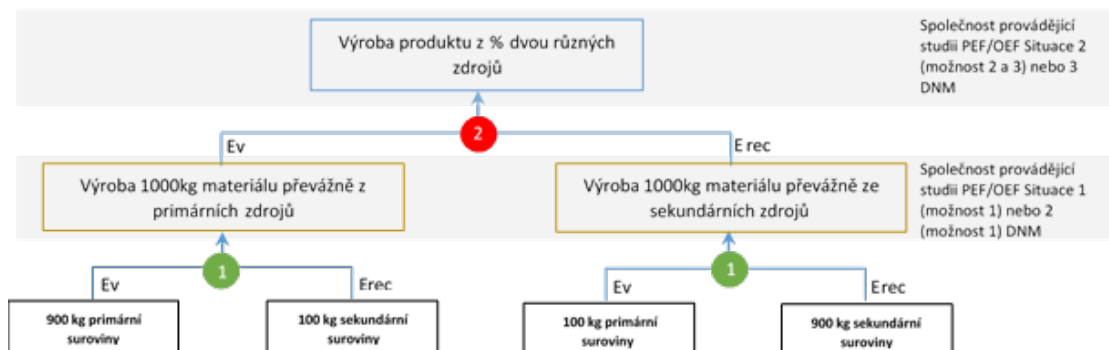 Výroba produktu z % dvou různých
zdrojů
Společnost provádějící
studii PEF/OEF Situace 2
(možnost 2 a 3) nebo 3
DNM
2
Ev
E rec
Výroba 1000kg materiálu převážně z
primárních zdrojů
Výroba 1000kg materiálu převážně ze
sekundárních zdrojů
Společnost provádějící
studii PEF/OEF Situace 1
(možnost 1) nebo 2
(možnost 1) DNM
1
1
Ev
Erec
Ev
Erec
900 kg primární
suroviny
100 kg sekundární
suroviny
100 kg primární
suroviny
900 kg sekundární
suroviny